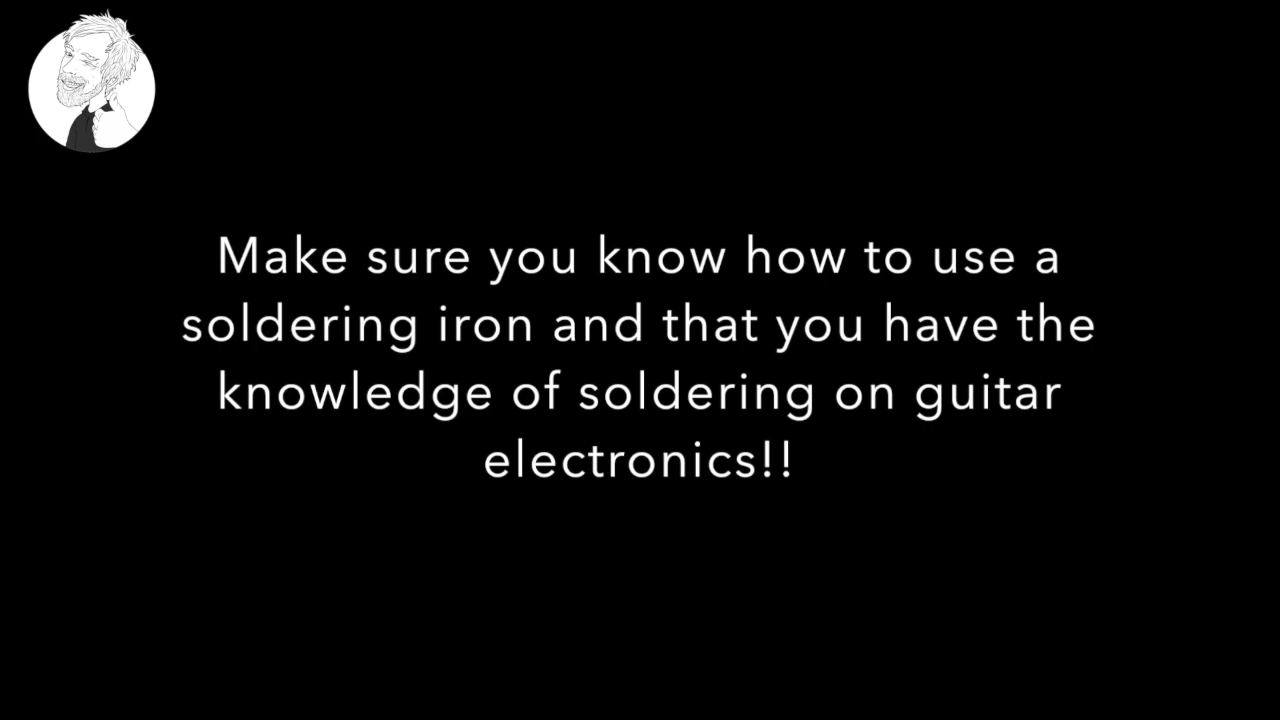 Make sure you know how to use a
soldering iron and that you have the
knowledge of soldering on guitar
electronics!!